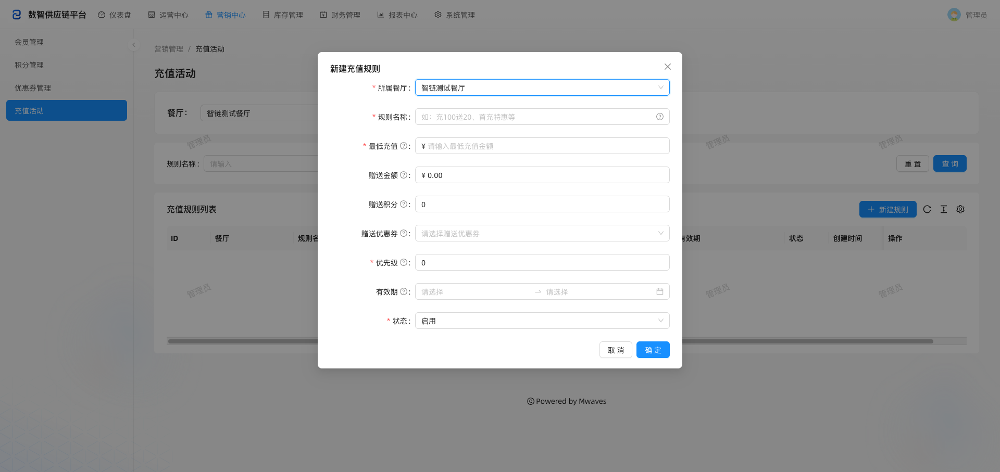 数智供应链平台
仪表盘
运营中心
营销中心
库存管理
财务管理
报表中心
系统管理
管理员
会员管理
积分管理
优惠券管理
充值活动
营销管理 / 充值活动
充值活动
餐厅：
智链测试餐厅
规则名称：
请输入
重 置
查 询
充值规则列表
新建规则
ID
餐厅
规则名
有效期
状态
创建时间
操作
新建充值规则
* 所属餐厅：
智链测试餐厅
* 规则名称：
如：充100送20、首充特惠等
* 最低充值：
¥ 请输入最低充值金额
赠送金额：
¥ 0.00
赠送积分：
0
赠送优惠券：
请选择赠送优惠券
* 优先级：
0
有效期：
请选择 → 请选择
* 状态：
启用
取 消
确 定
管理员
管理员
管理员
管理员
管理员
管理员
© Powered by Mwaves